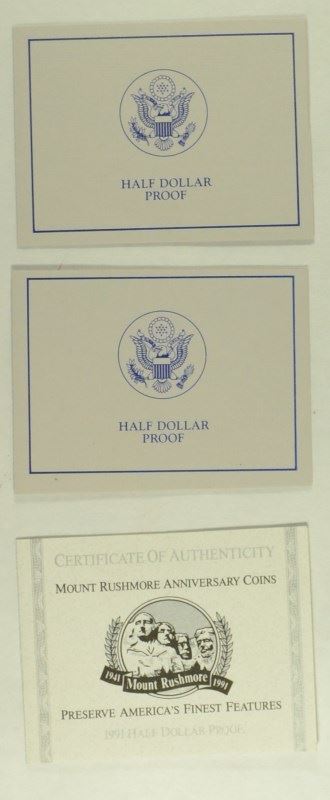 HALF DOLLAR
PROOF
HALF DOLLAR
PROOF
CERTIFICATE OF AUTHENTICITY
MOUNT RUSHMORE ANNIVERSARY COINS
1941 Mount Rushmore 1991
PRESERVE AMERICA'S FINEST FEATURES
1991 HALF DOLLAR PROOF